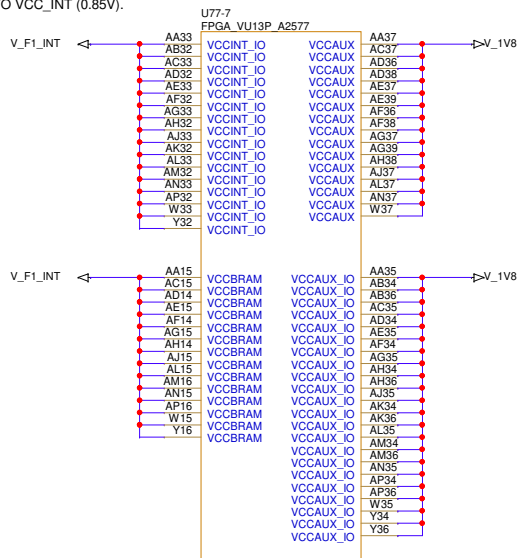 O VCC_INT (0.85V).
U77-7
FPGA_VU13P_A2577
V_F1_INT AA33 VCCINT_IO VCCAUX AA37 V_1V8
AB32 VCCINT_IO VCCAUX AC37
AC33 VCCINT_IO VCCAUX AD36
AD32 VCCINT_IO VCCAUX AD38
AE33 VCCINT_IO VCCAUX AE37
AF32 VCCINT_IO VCCAUX AE39
AG33 VCCINT_IO VCCAUX AF36
AH32 VCCINT_IO VCCAUX AF38
AJ33 VCCINT_IO VCCAUX AG37
AK32 VCCINT_IO VCCAUX AG39
AL33 VCCINT_IO VCCAUX AH38
AM32 VCCINT_IO VCCAUX AJ37
AN33 VCCINT_IO VCCAUX AL37
AP32 VCCINT_IO VCCAUX AN37
W33 VCCINT_IO VCCAUX W37
Y32 VCCINT_IO
V_F1_INT AA15 VCCBRAM VCCAUX_IO AA35 V_1V8
AC15 VCCBRAM VCCAUX_IO AB34
AD14 VCCBRAM VCCAUX_IO AB36
AE15 VCCBRAM VCCAUX_IO AC35
AF14 VCCBRAM VCCAUX_IO AD34
AG15 VCCBRAM VCCAUX_IO AE35
AH14 VCCBRAM VCCAUX_IO AF34
AJ15 VCCBRAM VCCAUX_IO AG35
AL15 VCCBRAM VCCAUX_IO AH34
AM16 VCCBRAM VCCAUX_IO AH36
AN15 VCCBRAM VCCAUX_IO AJ35
AP16 VCCBRAM VCCAUX_IO AK34
W15 VCCBRAM VCCAUX_IO AK36
Y16 VCCBRAM VCCAUX_IO AL35
VCCAUX_IO AM34
VCCAUX_IO AM36
VCCAUX_IO AN35
VCCAUX_IO AP34
VCCAUX_IO AP36
VCCAUX_IO W35
VCCAUX_IO Y34
VCCAUX_IO Y36